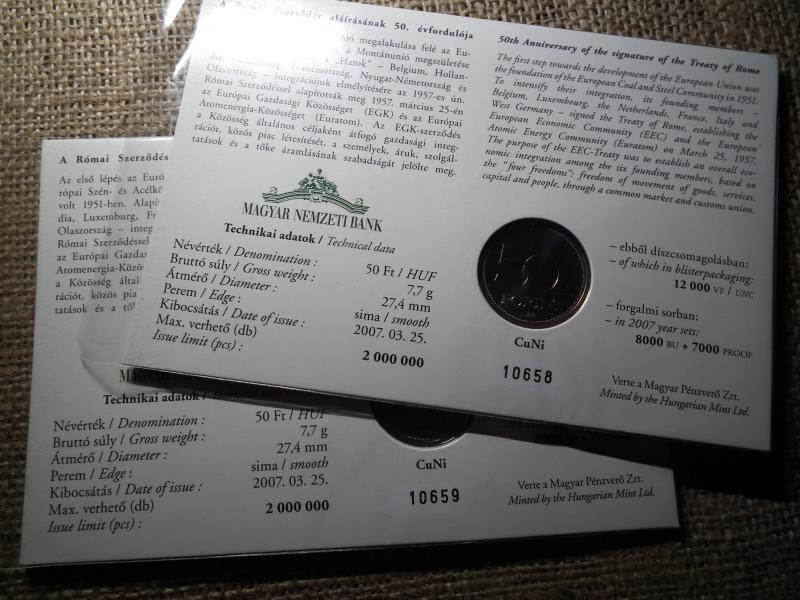 A Római Szerződés aláírásának 50. évfordulója
megalakulása felé az Eu-
a Montánunió megszületése
"Hatok" – Belgium, Hollan-
Franciaország, Nyugat-Németország és
Olaszország – integrációjuk elmélyítésére az 1957-es ún.
Római Szerződéssel alapították meg 1957. március 25-én
az Európai Gazdasági Közösséget (EGK) és az Európai
Atomenergia-Közösséget (Euratom). Az EGK-szerződés
a Közösség általános céljaként átfogó gazdasági integ-
rációt, közös piac létesítését, a személyek, áruk, szolgál-
tatások és a tőke áramlásának szabadságát jelölte meg.
50th Anniversary of the signature of the Treaty of Rome
The first step towards the development of the European Union was
the foundation of the European Coal and Steel Community in 1951.
To intensify their integration, its founding members –
Belgium, Luxembourg, the Netherlands, France, Italy and
West Germany – signed the Treaty of Rome, establishing the
European Economic Community (EEC) and the European
Atomic Energy Community (Euratom) on March 25, 1957.
The purpose of the EEC-Treaty was to establish an overall eco-
nomic integration among the six founding members, based on
the "four freedoms": freedom of movement of goods, services,
capital and people, through a common market and customs union.
MAGYAR NEMZETI BANK
Technikai adatok / Technical data
Névérték / Denomination : 50 Ft / HUF
Bruttó súly / Gross weight : 7,7 g
Átmérő / Diameter : 27,4 mm
Perem / Edge : sima / smooth
Kibocsátás / Date of issue : 2007. 03. 25.
Max. verhető (db)
Issue limit (pcs) : 2 000 000
50
FORINT
CuNi
10658
– ebből díszcsomagolásban:
– of which in blisterpackaging:
12 000 VF / UNC
– forgalmi sorban:
– in 2007 year sets:
8000 BU + 7000 PROOF
Verte a Magyar Pénzverő Zrt.
Minted by the Hungarian Mint Ltd.
A Római Szerződés
Az első lépés az Euró
rópai Szén- és Acélkö
volt 1951-ben. Alapí
dia, Luxemburg, Fr
Olaszország – integ
Római Szerződéssel
az Európai Gazdas
Atomenergia-Közös
a Közösség által
rációt, közös pia
tatások és a tő
Technikai adatok /
Névérték / Denomination : 50 Ft / HUF
Bruttó súly / Gross weight : 7,7 g
Átmérő / Diameter : 27,4 mm
Perem / Edge : sima / smooth
Kibocsátás / Date of issue : 2007. 03. 25.
Max. verhető (db)
Issue limit (pcs) : 2 000 000
CuNi
10659
Verte a Magyar Pénzverő Zrt.
Minted by the Hungarian Mint Ltd.